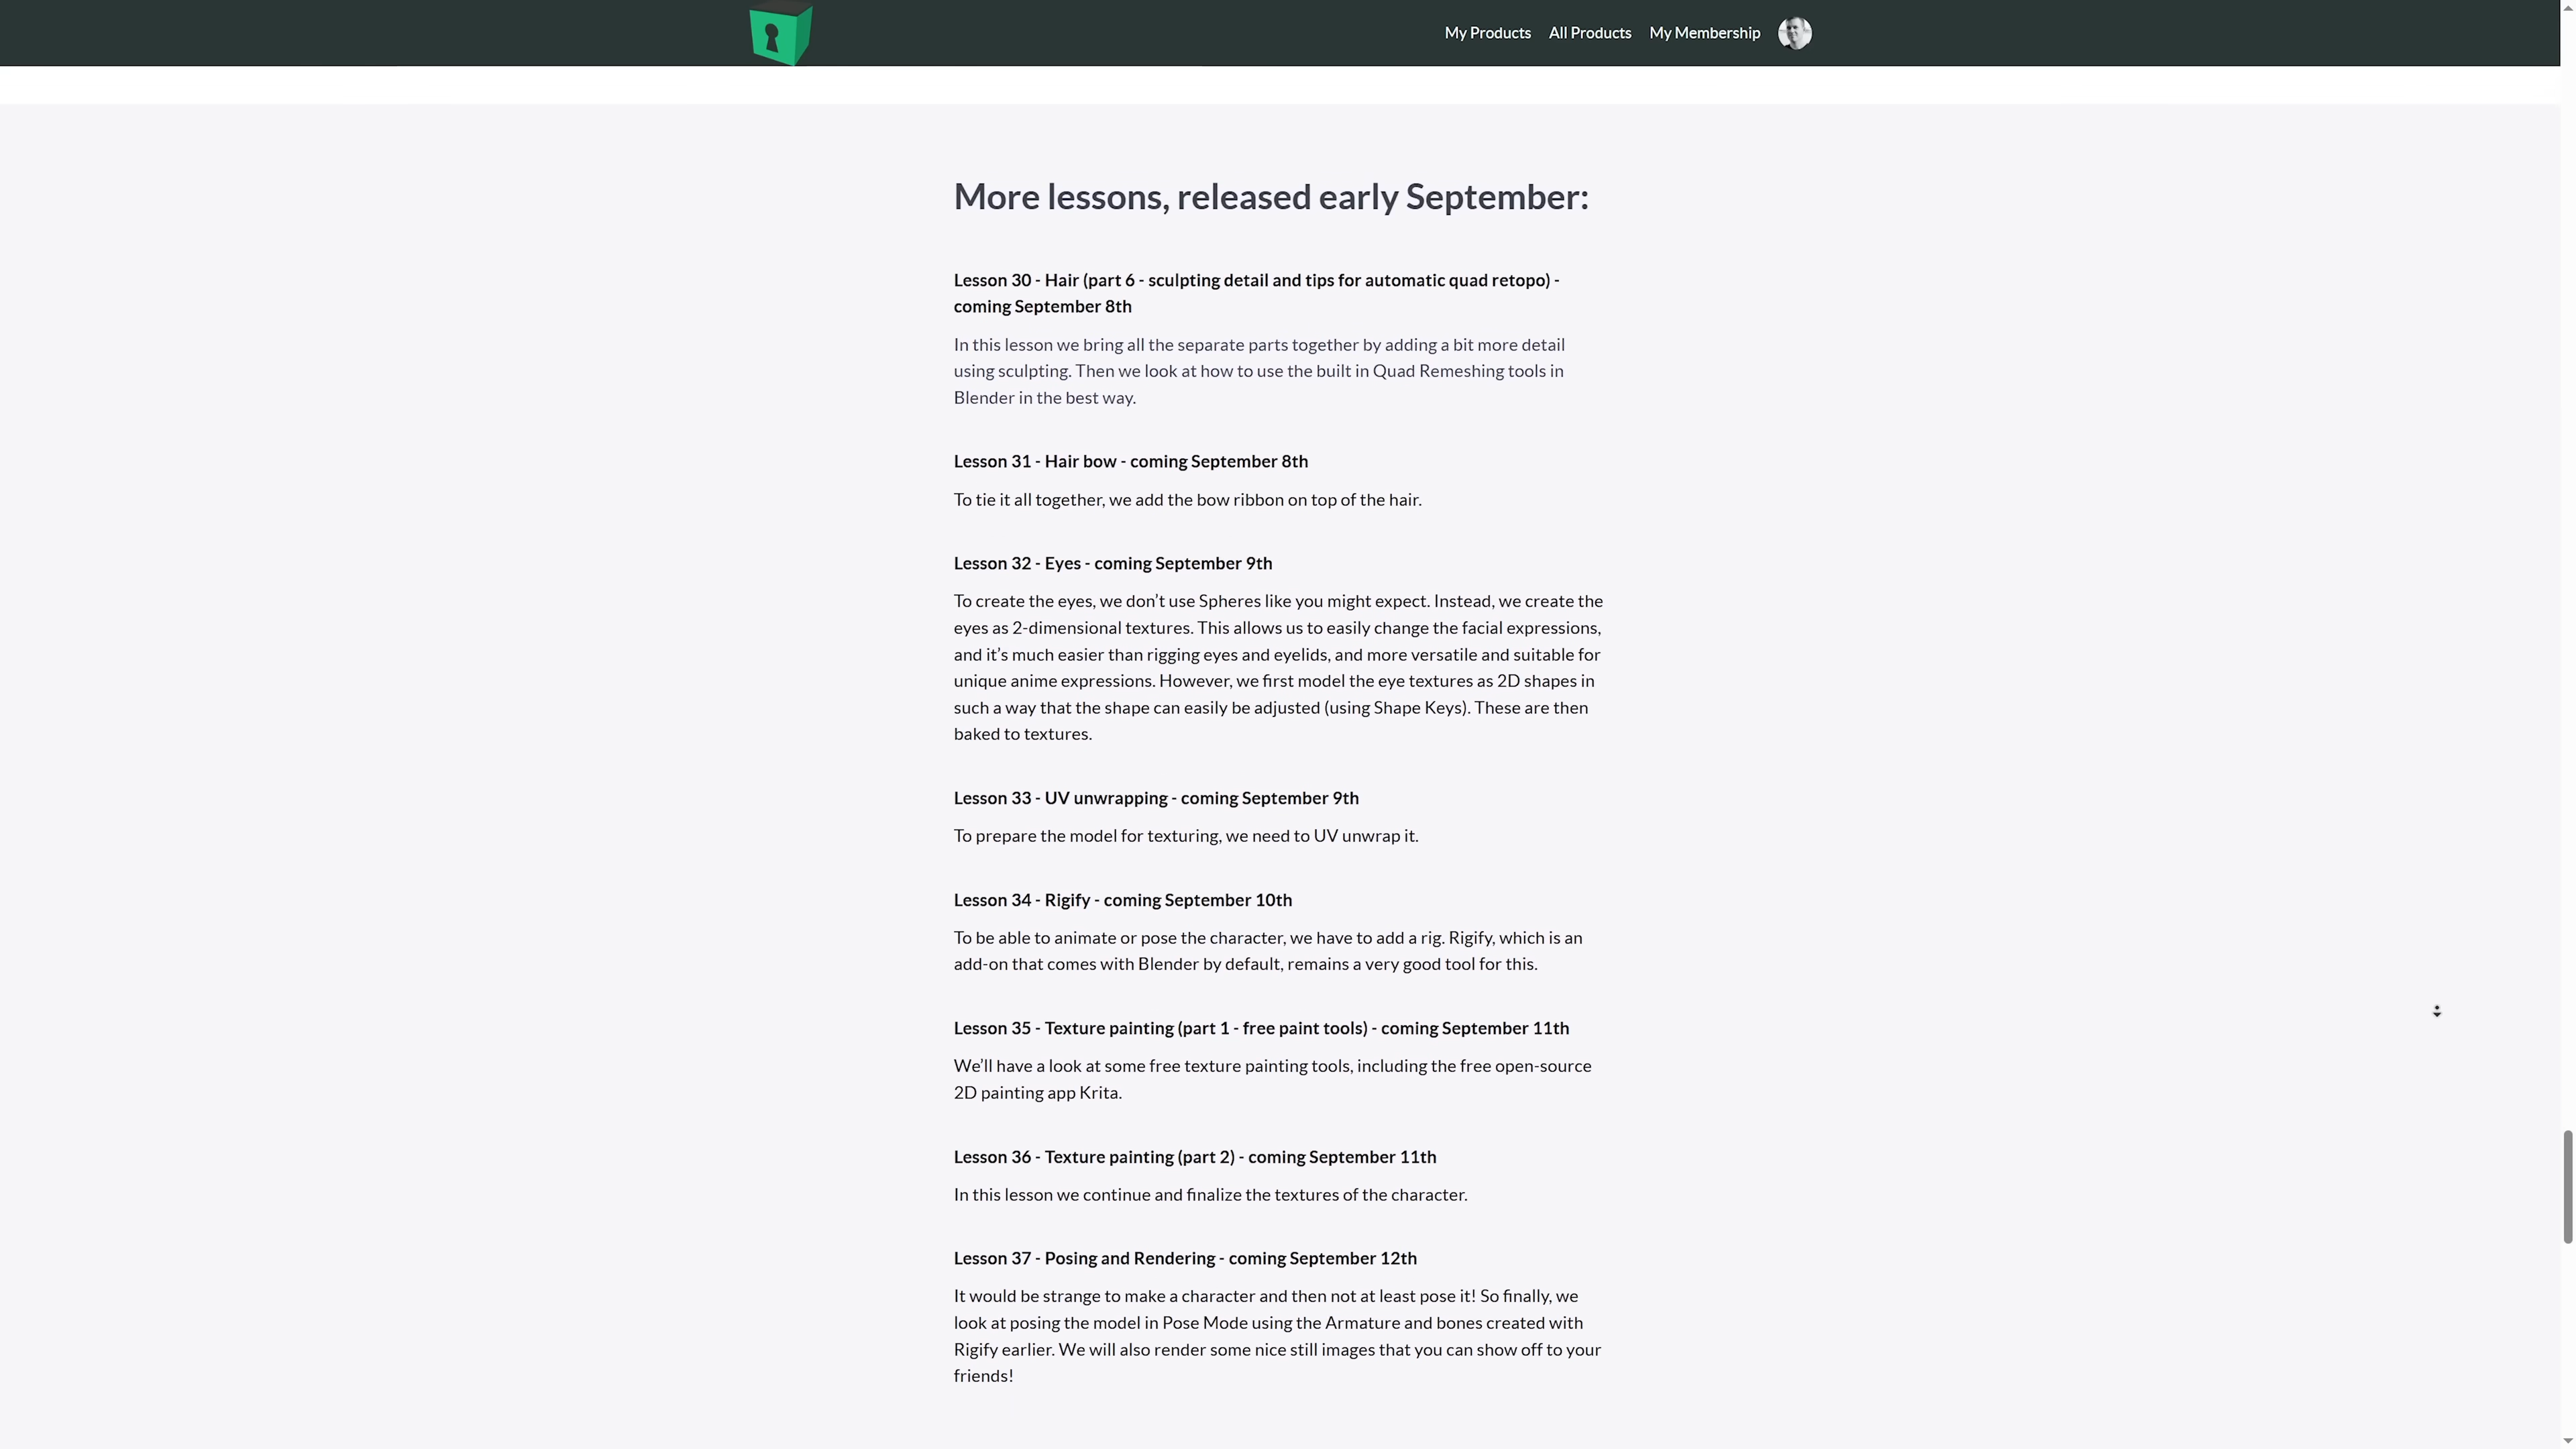 My Products All Products My Membership
More lessons, released early September:
Lesson 30 - Hair (part 6 - sculpting detail and tips for automatic quad retopo) -
coming September 8th
In this lesson we bring all the separate parts together by adding a bit more detail
using sculpting. Then we look at how to use the built in Quad Remeshing tools in
Blender in the best way.
Lesson 31 - Hair bow - coming September 8th
To tie it all together, we add the bow ribbon on top of the hair.
Lesson 32 - Eyes - coming September 9th
To create the eyes, we don’t use Spheres like you might expect. Instead, we create the
eyes as 2-dimensional textures. This allows us to easily change the facial expressions,
and it’s much easier than rigging eyes and eyelids, and more versatile and suitable for
unique anime expressions. However, we first model the eye textures as 2D shapes in
such a way that the shape can easily be adjusted (using Shape Keys). These are then
baked to textures.
Lesson 33 - UV unwrapping - coming September 9th
To prepare the model for texturing, we need to UV unwrap it.
Lesson 34 - Rigify - coming September 10th
To be able to animate or pose the character, we have to add a rig. Rigify, which is an
add-on that comes with Blender by default, remains a very good tool for this.
Lesson 35 - Texture painting (part 1 - free paint tools) - coming September 11th
We’ll have a look at some free texture painting tools, including the free open-source
2D painting app Krita.
Lesson 36 - Texture painting (part 2) - coming September 11th
In this lesson we continue and finalize the textures of the character.
Lesson 37 - Posing and Rendering - coming September 12th
It would be strange to make a character and then not at least pose it! So finally, we
look at posing the model in Pose Mode using the Armature and bones created with
Rigify earlier. We will also render some nice still images that you can show off to your
friends!